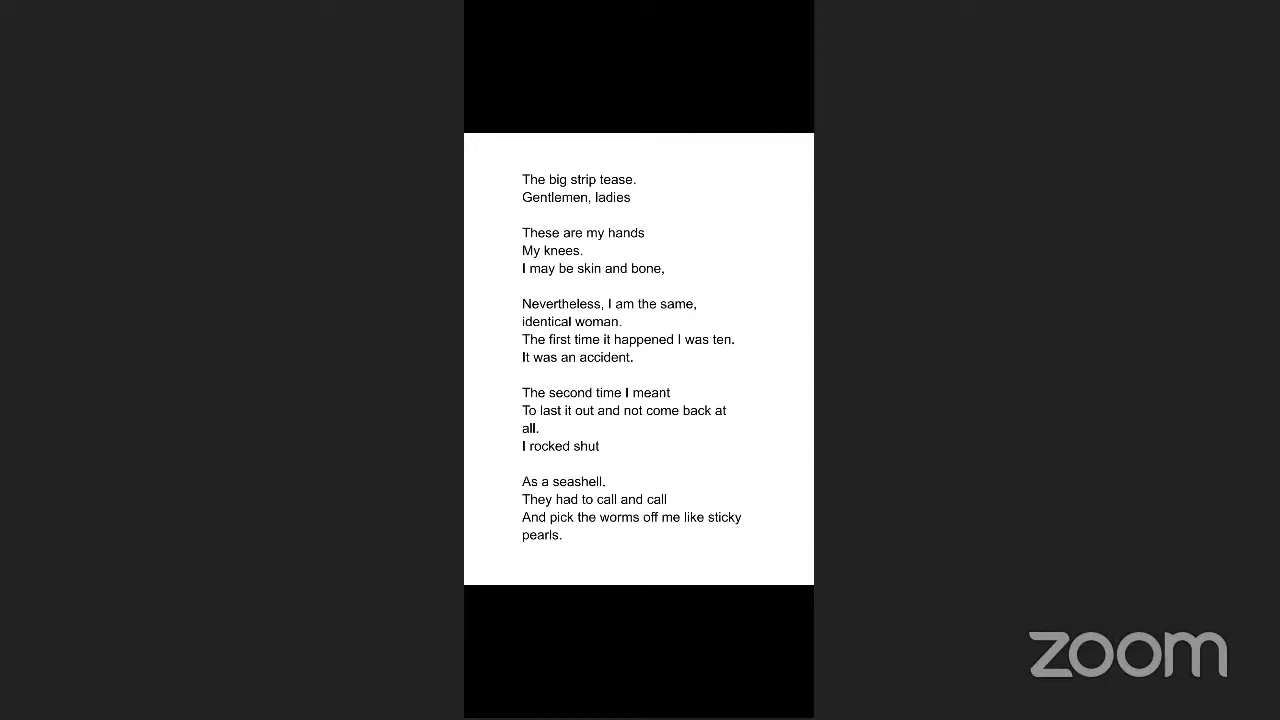 The big strip tease.
Gentlemen, ladies
These are my hands
My knees.
I may be skin and bone,
Nevertheless, I am the same,
identical woman.
The first time it happened I was ten.
It was an accident.
The second time I meant
To last it out and not come back at
all.
I rocked shut
As a seashell.
They had to call and call
And pick the worms off me like sticky
pearls.
zoom